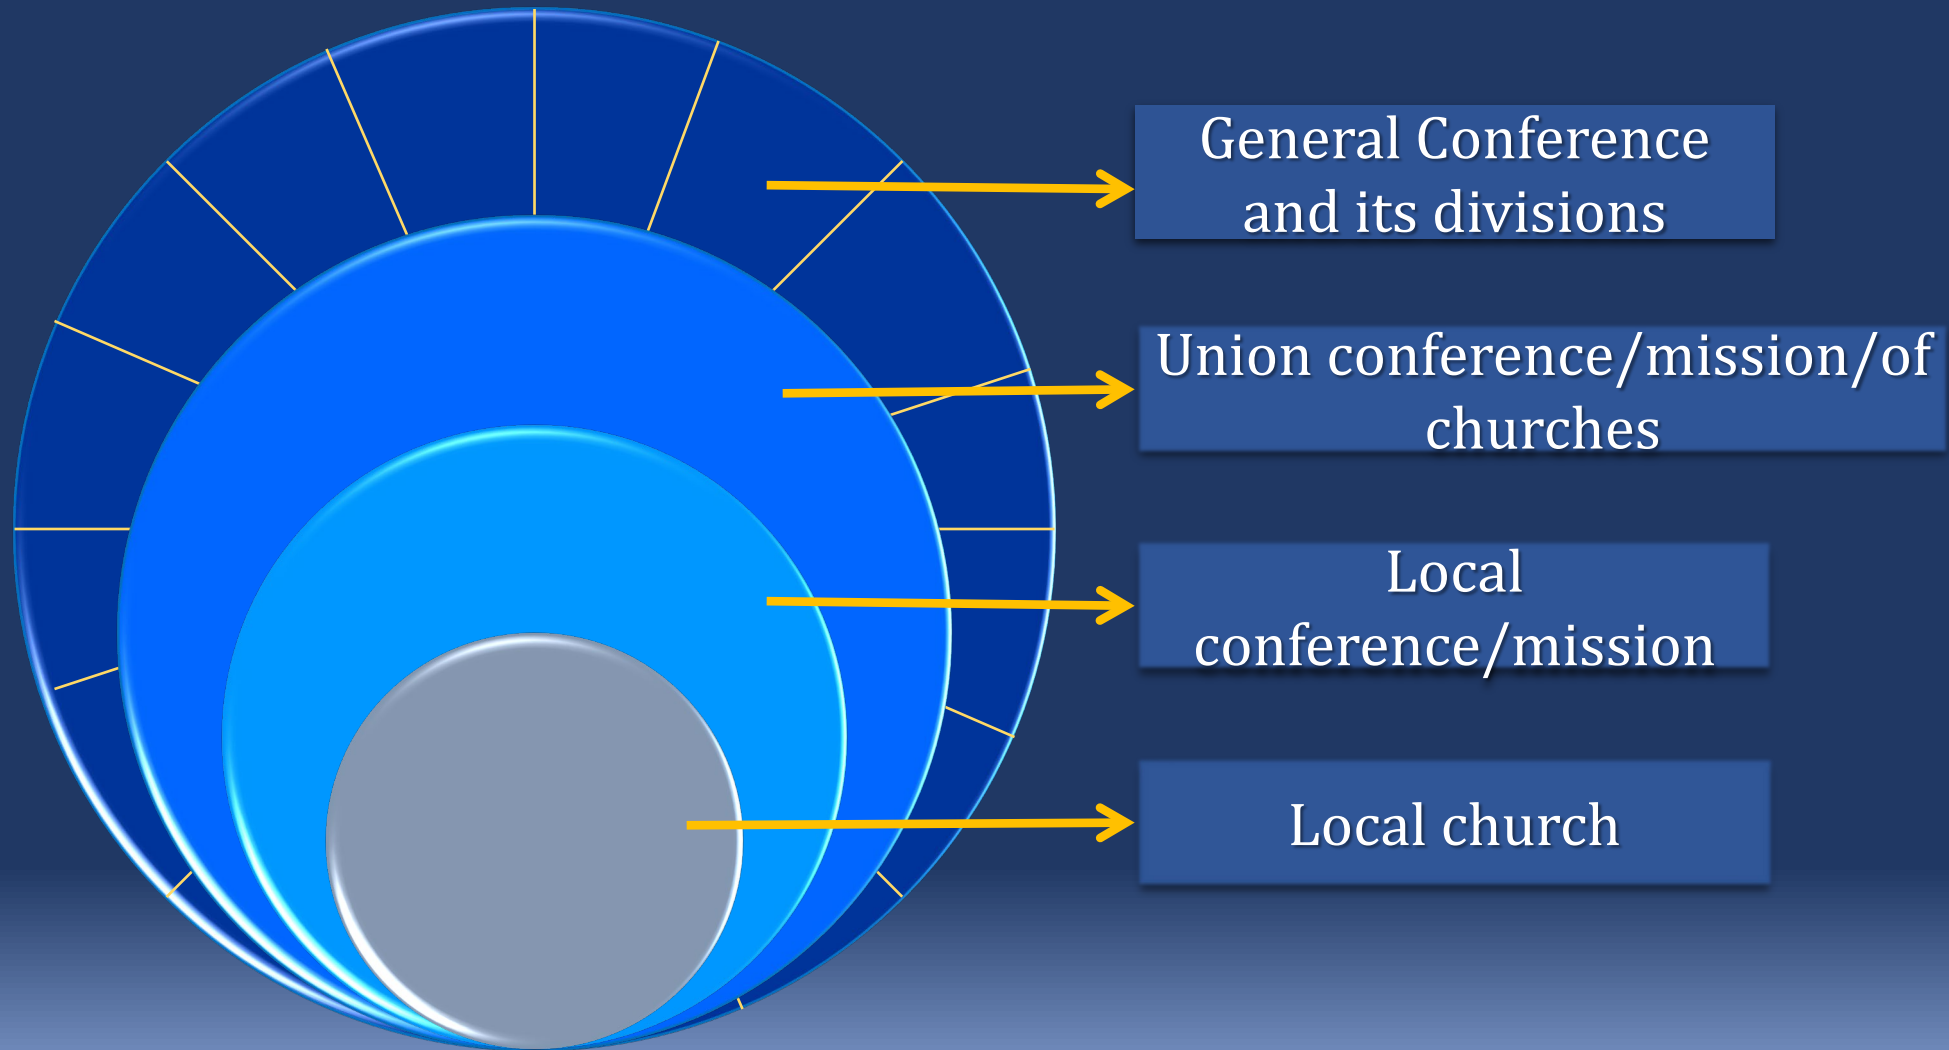 General Conference
and its divisions
Union conference/mission/of
churches
Local
conference/mission
Local church